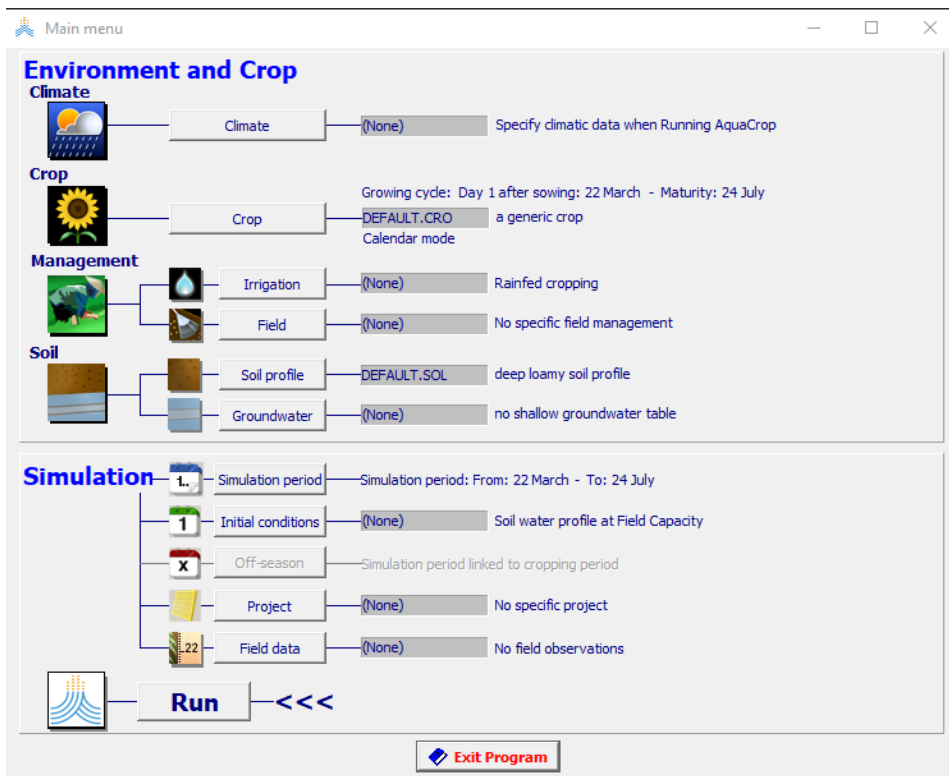 Main menu
Environment and Crop
Climate
Climate (None) Specify climatic data when Running AquaCrop
Crop
Growing cycle: Day 1 after sowing: 22 March - Maturity: 24 July
Crop DEFAULT.CRO a generic crop
Calendar mode
Management
Irrigation (None) Rainfed cropping
Field (None) No specific field management
Soil
Soil profile DEFAULT.SOL deep loamy soil profile
Groundwater (None) no shallow groundwater table
Simulation 1.. Simulation period Simulation period: From: 22 March - To: 24 July
1 Initial conditions (None) Soil water profile at Field Capacity
X Off-season Simulation period linked to cropping period
Project (None) No specific project
.22 Field data (None) No field observations
Run <<<
Exit Program